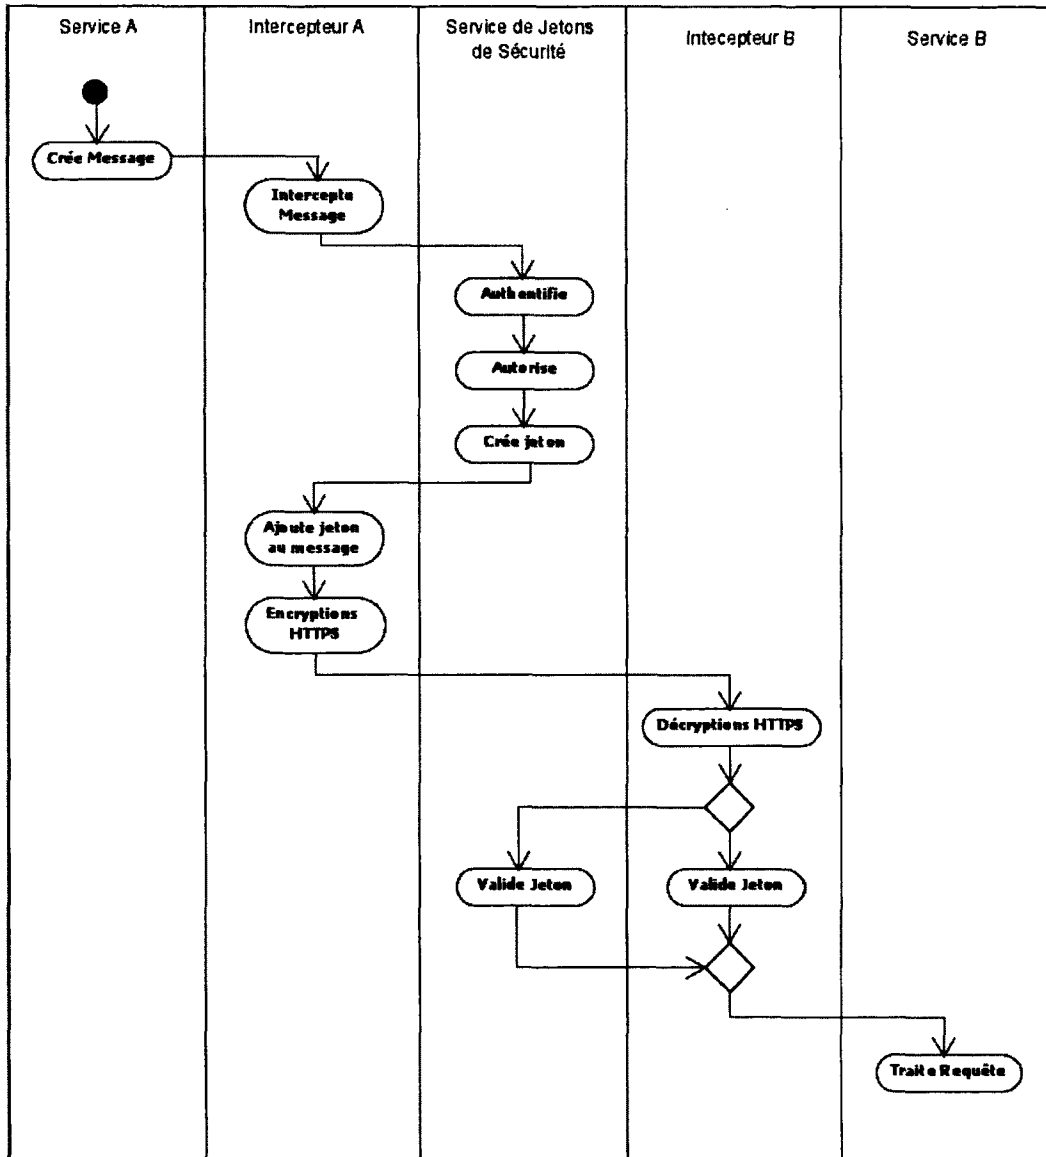 Service A
Intercepteur A
Service de Jetons
de Sécurité
Intecepteur B
Service B
Crée Message
Intercepte
Message
Authentifie
Autorise
Crée jeton
Ajoute jeton
au message
Encryptions
HTTPS
Décryptions HTTPS
Valide Jeton
Valide Jeton
Traite Requête